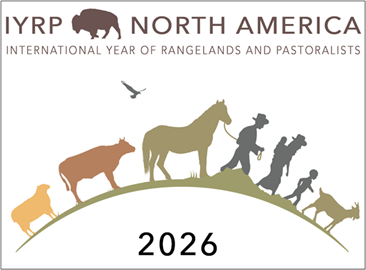 IYRP NORTH AMERICA
INTERNATIONAL YEAR OF RANGELANDS AND PASTORALISTS
2026